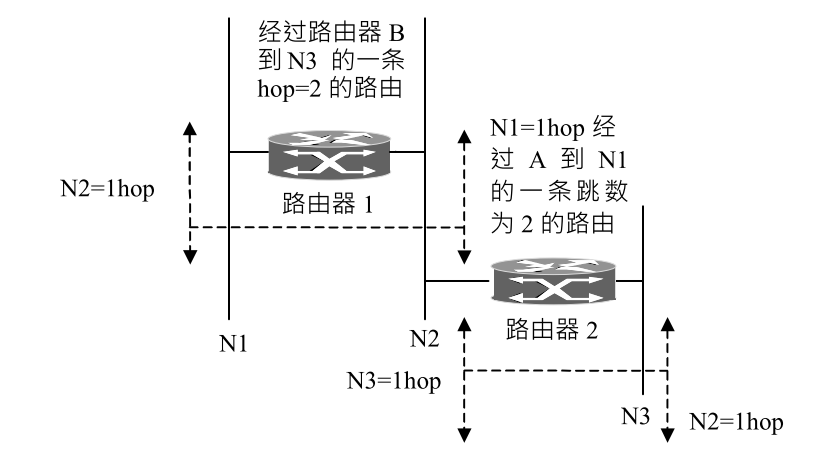 经过路由器 B
到 N3 的一条
hop=2 的路由
N1=1hop 经
过 A 到 N1
的一条跳数
为 2 的路由
N2=1hop
路由器 1
路由器 2
N1
N2
N3=1hop
N3
N2=1hop